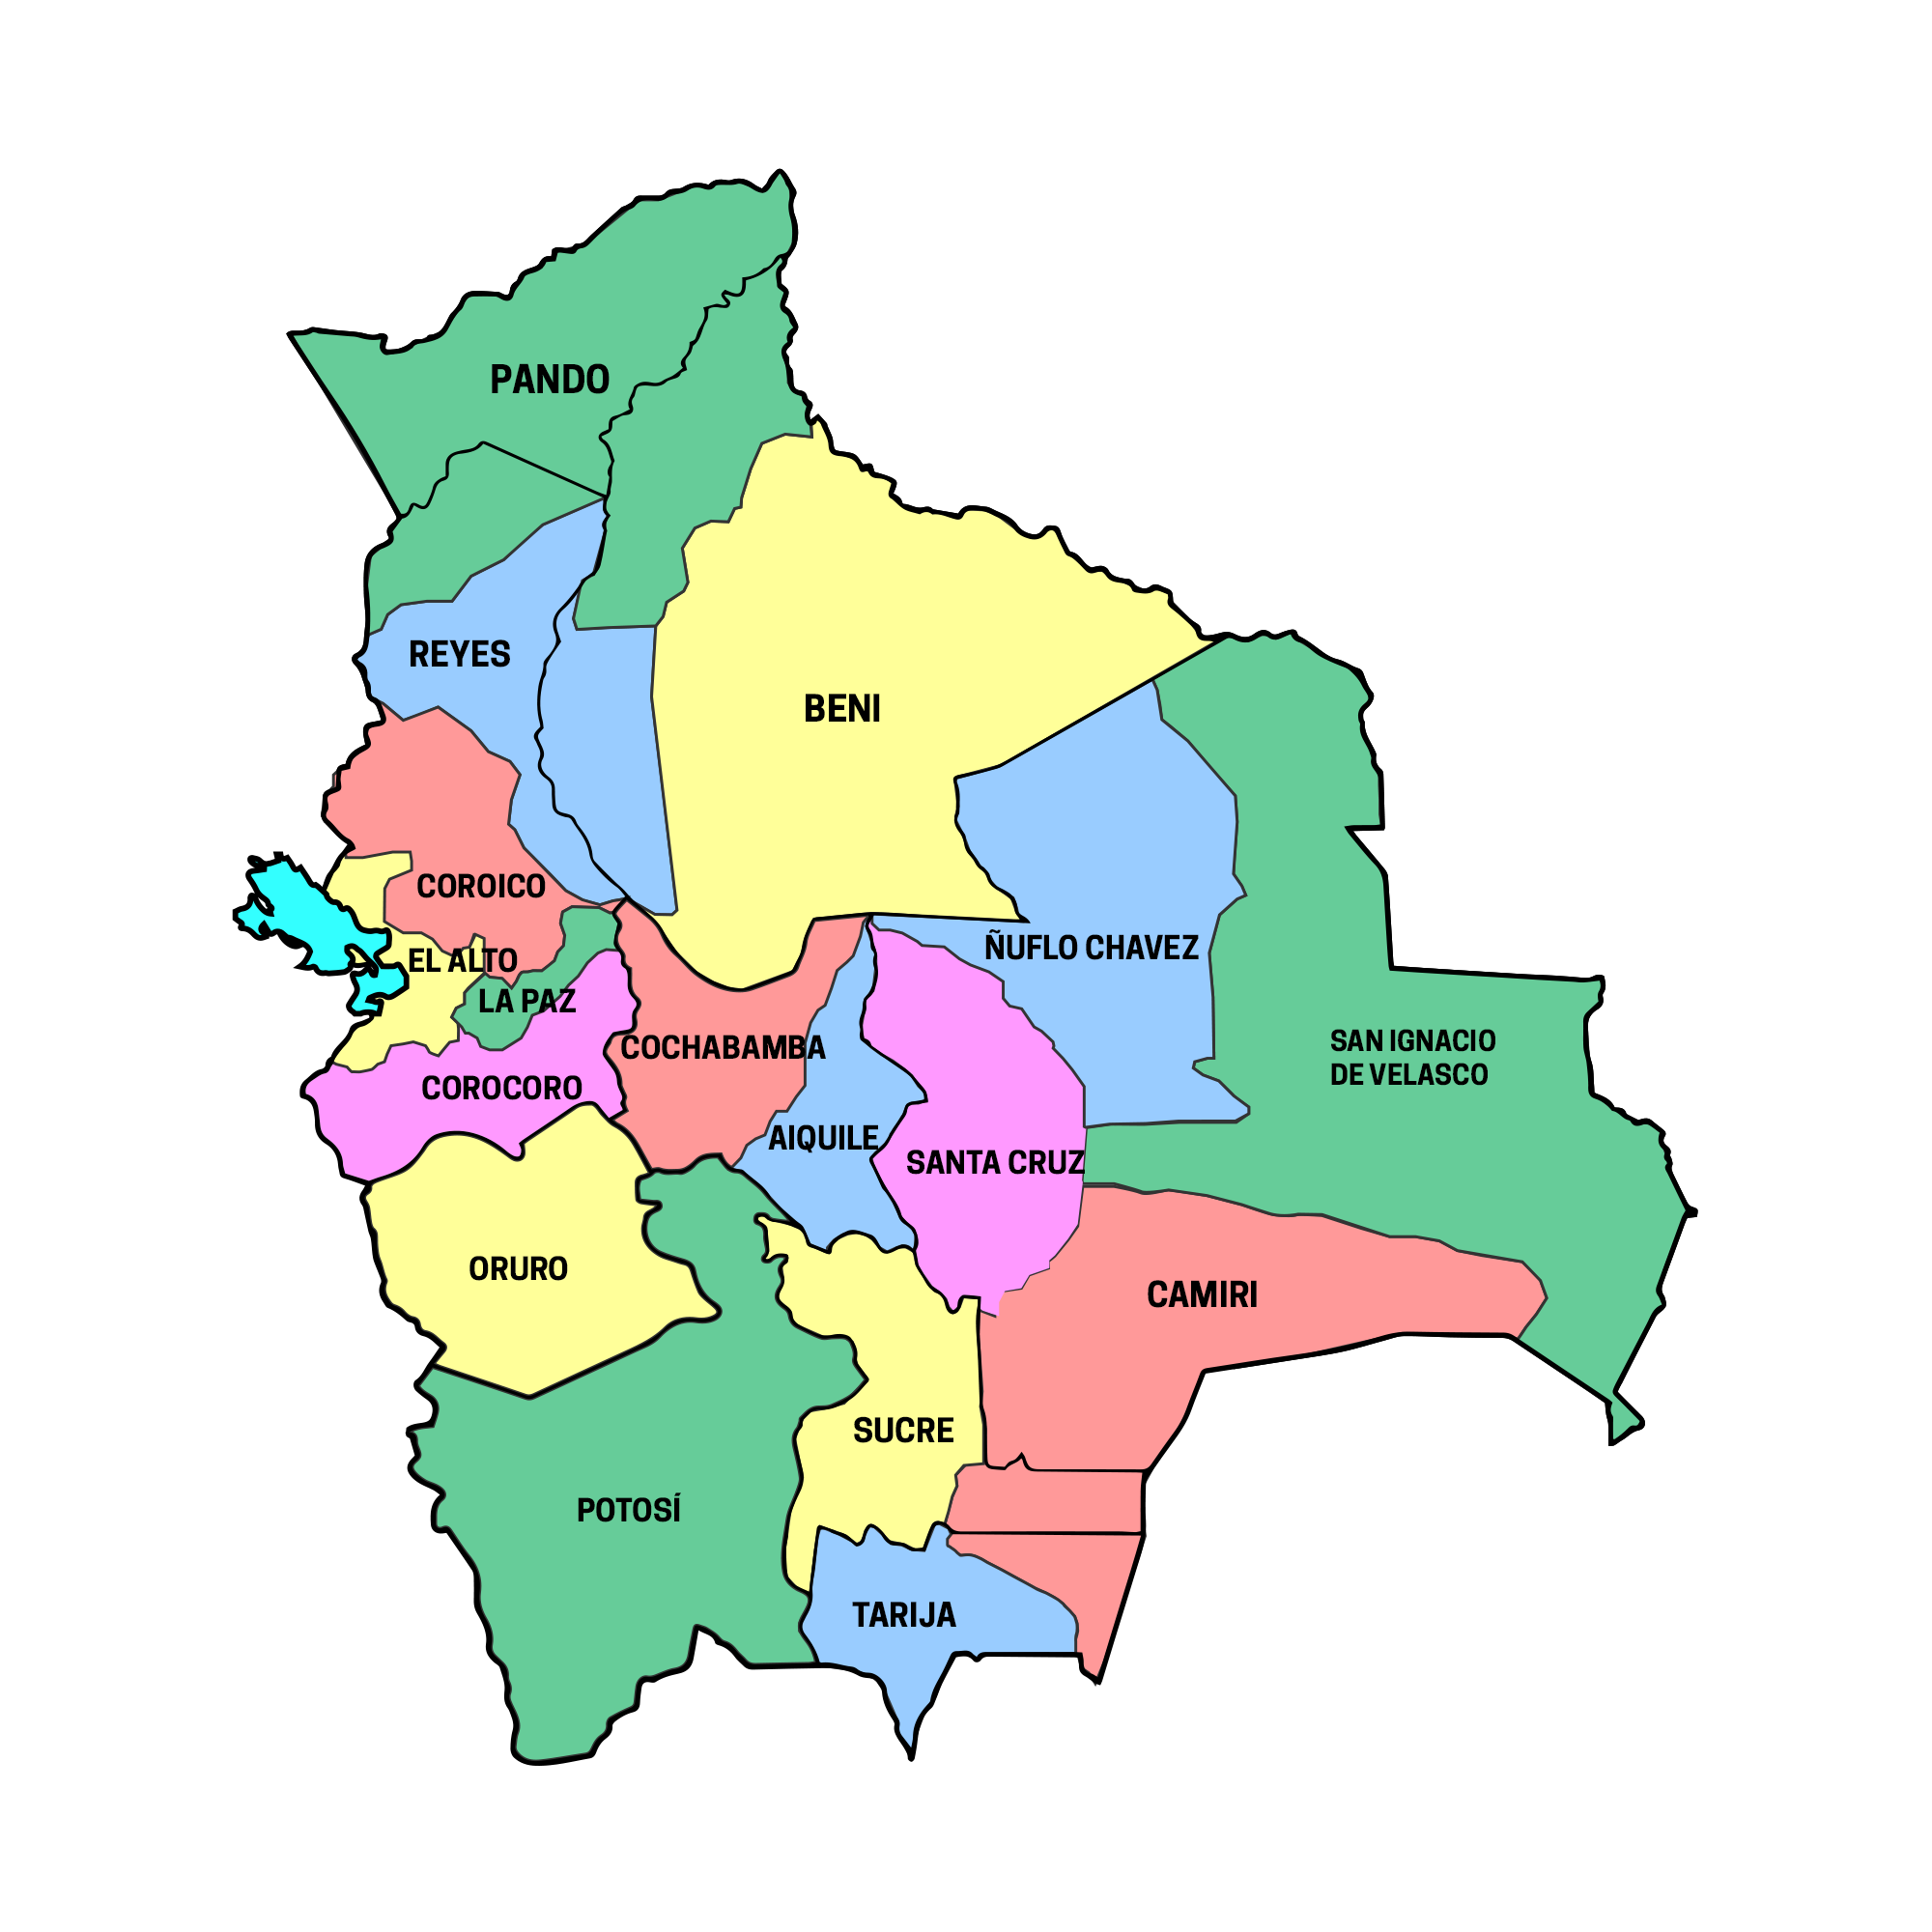 PANDO
REYES
BENI
COROICO
ÑUFLO CHAVEZ
EL ALTO
LA PAZ
SAN IGNACIO
DE VELASCO
COCHABAMBA
COROCORO
AIQUILE
SANTA CRUZ
ORURO
CAMIRI
SUCRE
POTOSÍ
TARIJA